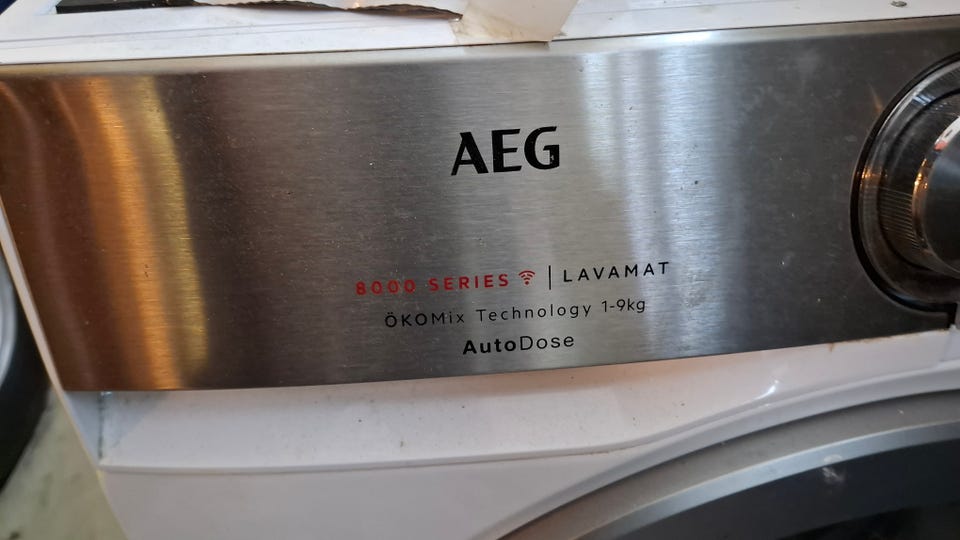 AEG
8000 SERIES | LAVAMAT
ÖKOMix Technology 1-9kg
AutoDose